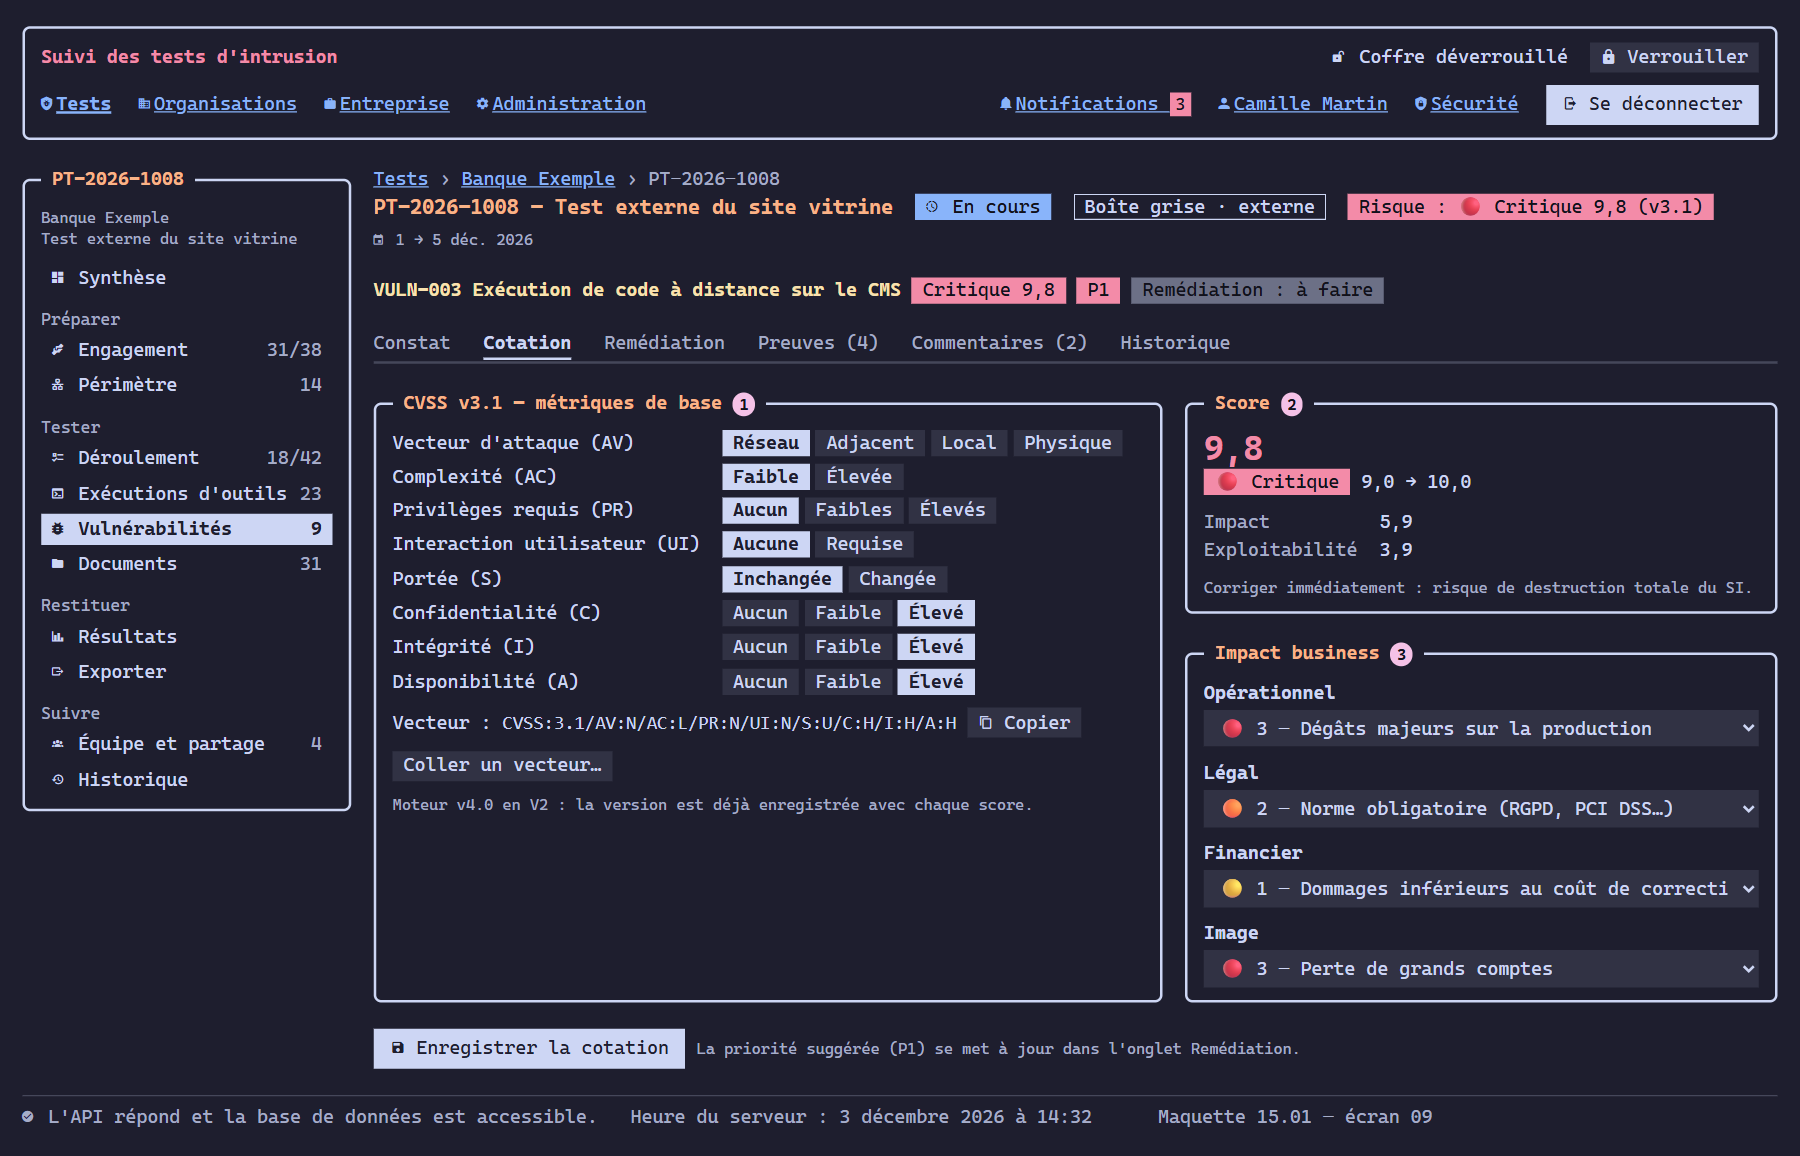 Suivi des tests d'intrusion
Coffre déverrouillé
Verrouiller
Tests Organisations Entreprise Administration
Notifications 3 Camille Martin Sécurité Se déconnecter
PT-2026-1008
Banque Exemple
Test externe du site vitrine
Synthèse
Préparer
Engagement 31/38
Périmètre 14
Tester
Déroulement 18/42
Exécutions d'outils 23
Vulnérabilités 9
Documents 31
Restituer
Résultats
Exporter
Suivre
Équipe et partage 4
Historique
Tests › Banque Exemple › PT-2026-1008
PT-2026-1008 — Test externe du site vitrine En cours Boîte grise · externe Risque : Critique 9,8 (v3.1)
1 → 5 déc. 2026
VULN-003 Exécution de code à distance sur le CMS Critique 9,8 P1 Remédiation : à faire
Constat Cotation Remédiation Preuves (4) Commentaires (2) Historique
CVSS v3.1 — métriques de base 1
Vecteur d'attaque (AV) Réseau Adjacent Local Physique
Complexité (AC) Faible Élevée
Privilèges requis (PR) Aucun Faibles Élevés
Interaction utilisateur (UI) Aucune Requise
Portée (S) Inchangée Changée
Confidentialité (C) Aucun Faible Élevé
Intégrité (I) Aucun Faible Élevé
Disponibilité (A) Aucun Faible Élevé
Vecteur : CVSS:3.1/AV:N/AC:L/PR:N/UI:N/S:U/C:H/I:H/A:H Copier
Coller un vecteur…
Moteur v4.0 en V2 : la version est déjà enregistrée avec chaque score.
Score 2
9,8
Critique 9,0 → 10,0
Impact 5,9
Exploitabilité 3,9
Corriger immédiatement : risque de destruction totale du SI.
Impact business 3
Opérationnel
3 — Dégâts majeurs sur la production
Légal
2 — Norme obligatoire (RGPD, PCI DSS…)
Financier
1 — Dommages inférieurs au coût de correcti
Image
3 — Perte de grands comptes
Enregistrer la cotation La priorité suggérée (P1) se met à jour dans l'onglet Remédiation.
L'API répond et la base de données est accessible. Heure du serveur : 3 décembre 2026 à 14:32 Maquette 15.01 — écran 09